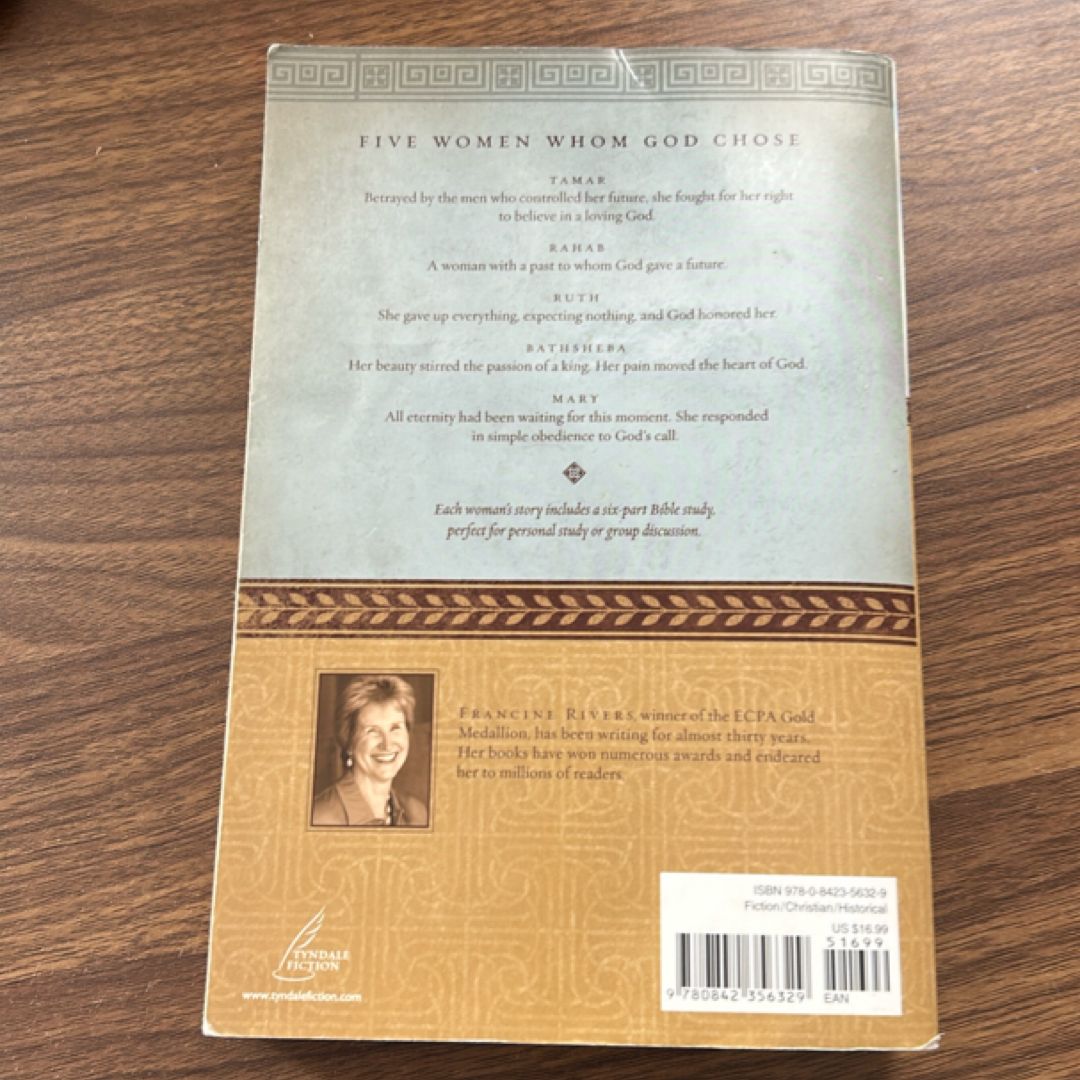 FIVE WOMEN WHOM GOD CHOSE
TAMAR
Betrayed by the men who controlled her future, she fought for her right
to believe in a loving God.
RAHAB
A woman with a past to whom God gave a future.
RUTH
She gave up everything, expecting nothing, and God honored her.
BATHSHEBA
Her beauty stirred the passion of a king. Her pain moved the heart of God.
MARY
All eternity had been waiting for this moment. She responded
in simple obedience to God's call.
Each woman's story includes a six-part Bible study,
perfect for personal study or group discussion.
FRANCINE RIVERS, winner of the ECPA Gold
Medallion, has been writing for almost thirty years.
Her books have won numerous awards and endeared
her to millions of readers.
TYNDALE
FICTION
www.tyndalefiction.com
ISBN 978-0-8423-5632-9
Fiction/Christian/Historical
US $16.99
51699
9 780842 356329
EAN